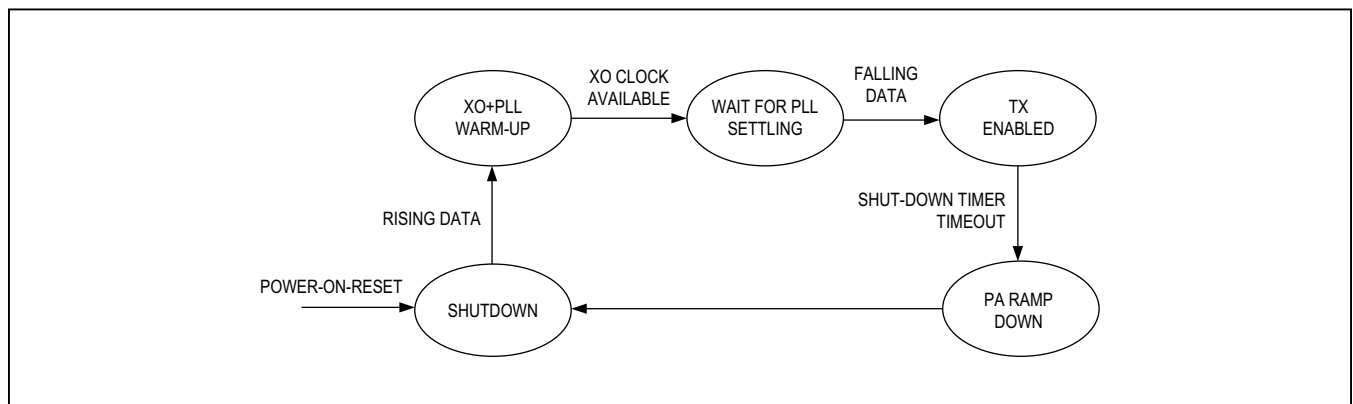 XO+PLL
WARM-UP
XO CLOCK
AVAILABLE
WAIT FOR PLL
SETTLING
FALLING
DATA
TX
ENABLED
RISING DATA
SHUT-DOWN TIMER
TIMEOUT
POWER-ON-RESET
SHUTDOWN
PA RAMP
DOWN